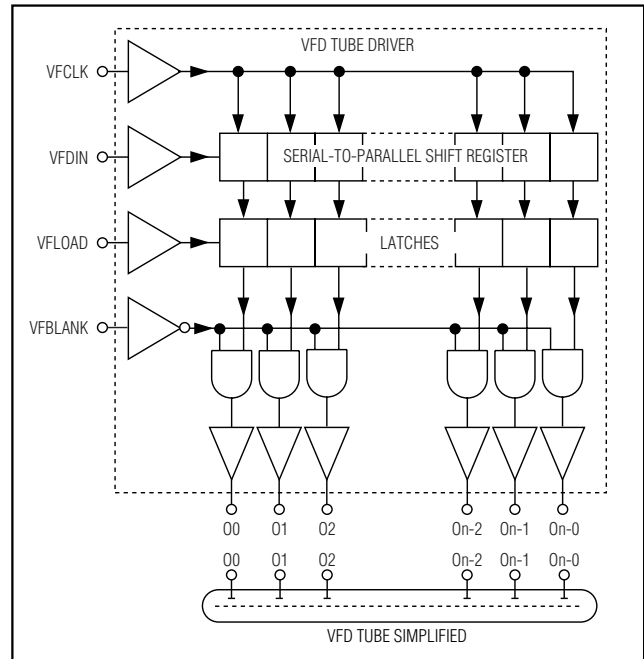 VFD TUBE DRIVER
VFCLK
VFDIN
SERIAL-TO-PARALLEL SHIFT REGISTER
VFLOAD
LATCHES
VFBLANK
O0 O1 O2 On-2 On-1 On-0
O0 O1 O2 On-2 On-1 On-0
VFD TUBE SIMPLIFIED